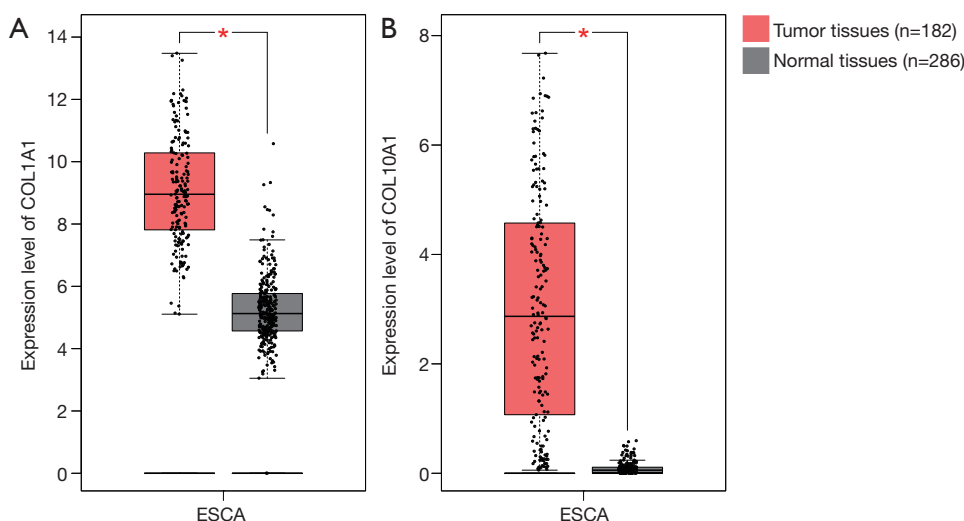 A
Expression level of COL1A1
14
12
10
8
6
4
2
0
*
ESCA
B
Expression level of COL10A1
8
6
4
2
0
*
ESCA
Tumor tissues (n=182)
Normal tissues (n=286)